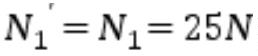 N₁' = N₁ = 25N